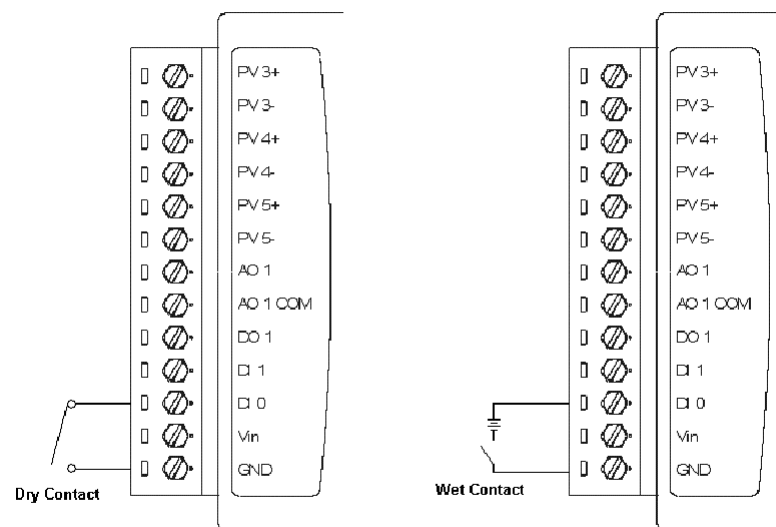 PV3+
PV3-
PV4+
PV4-
PV5+
PV5-
AO 1
AO 1 COM
DO 1
DI 1
DI 0
Vin
GND
Dry Contact
PV3+
PV3-
PV4+
PV4-
PV5+
PV5-
AO 1
AO 1 COM
DO 1
DI 1
DI 0
Vin
GND
Wet Contact